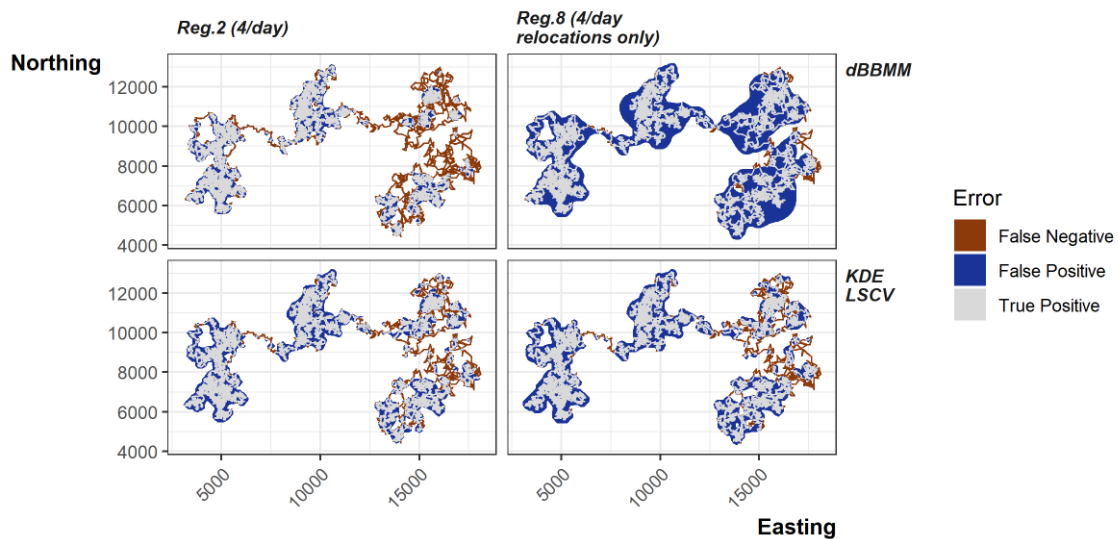 Reg.2 (4/day)
Reg.8 (4/day
relocations only)
Northing
dBBMM
12000
10000
8000
6000
4000
KDE
LSCV
12000
10000
8000
6000
4000
5000
10000
15000
5000
10000
15000
Easting
Error
False Negative
False Positive
True Positive